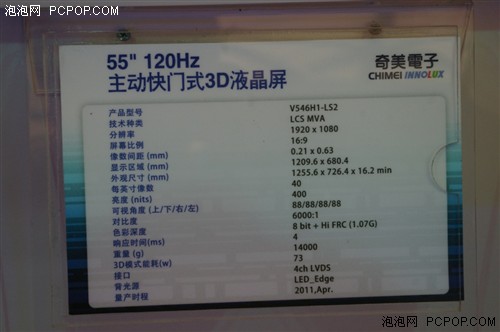 泡泡网 PCPOP.COM
泡泡网 PCPOP.COM
55" 120Hz
主动快门式3D液晶屏
奇美電子
CHIMEI INNOLUX
产品型号 V546H1-LS2
技术种类 LCS MVA
分辨率 1920 x 1080
屏幕比例 16:9
像数间距 (mm) 0.21 x 0.63
显示区域 (mm) 1209.6 x 680.4
外观尺寸 (mm) 1255.6 x 726.4 x 16.2 min
每英寸像数 40
亮度 (nits) 400
可视角度 (上/下/右/左) 88/88/88/88
对比度 6000:1
色彩深度 8 bit + Hi FRC (1.07G)
响应时间(ms) 4
重量 (g) 14000
3D模式能耗(w) 73
接口 4ch LVDS
背光源 LED_Edge
量产时程 2011,Apr.
泡泡网 PCPOP.COM